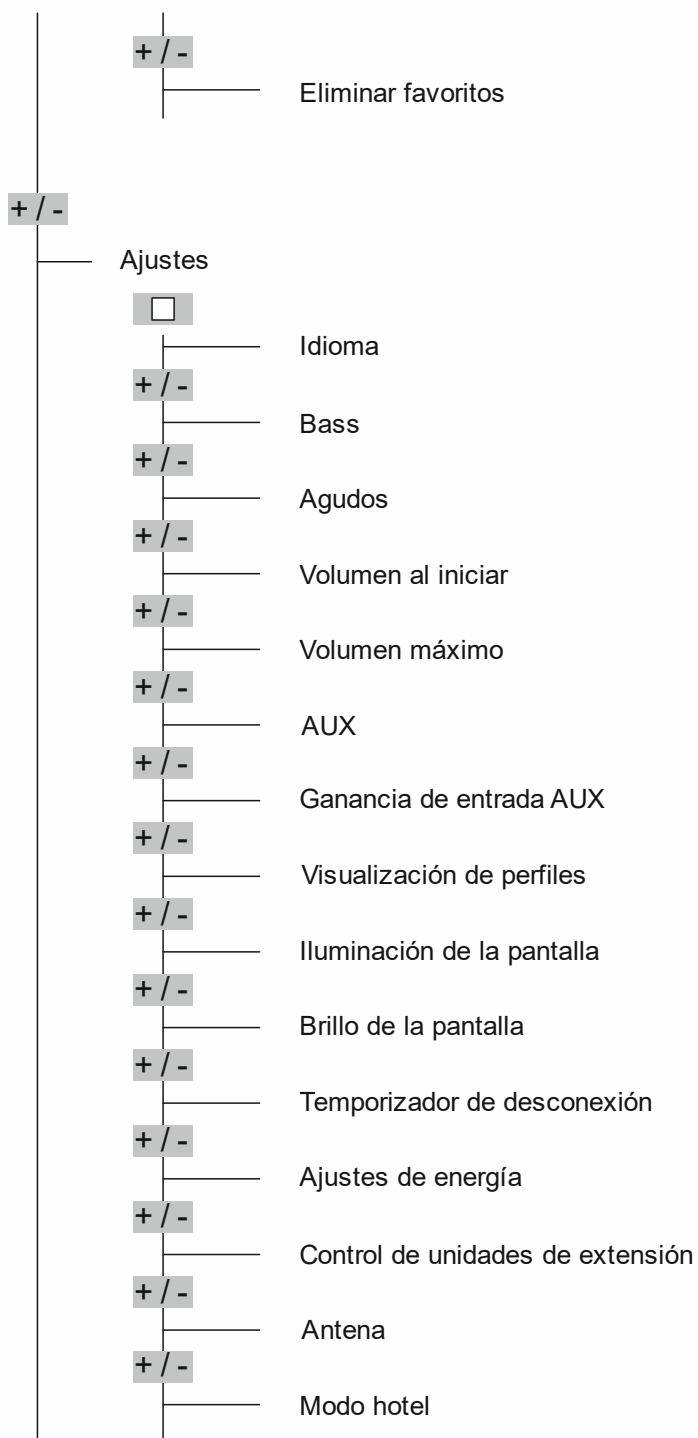 + / -
Eliminar favoritos
+ / -
Ajustes
Idioma
+ / -
Bass
+ / -
Agudos
+ / -
Volumen al iniciar
+ / -
Volumen máximo
+ / -
AUX
+ / -
Ganancia de entrada AUX
+ / -
Visualización de perfiles
+ / -
Iluminación de la pantalla
+ / -
Brillo de la pantalla
+ / -
Temporizador de desconexión
+ / -
Ajustes de energía
+ / -
Control de unidades de extensión
+ / -
Antena
+ / -
Modo hotel